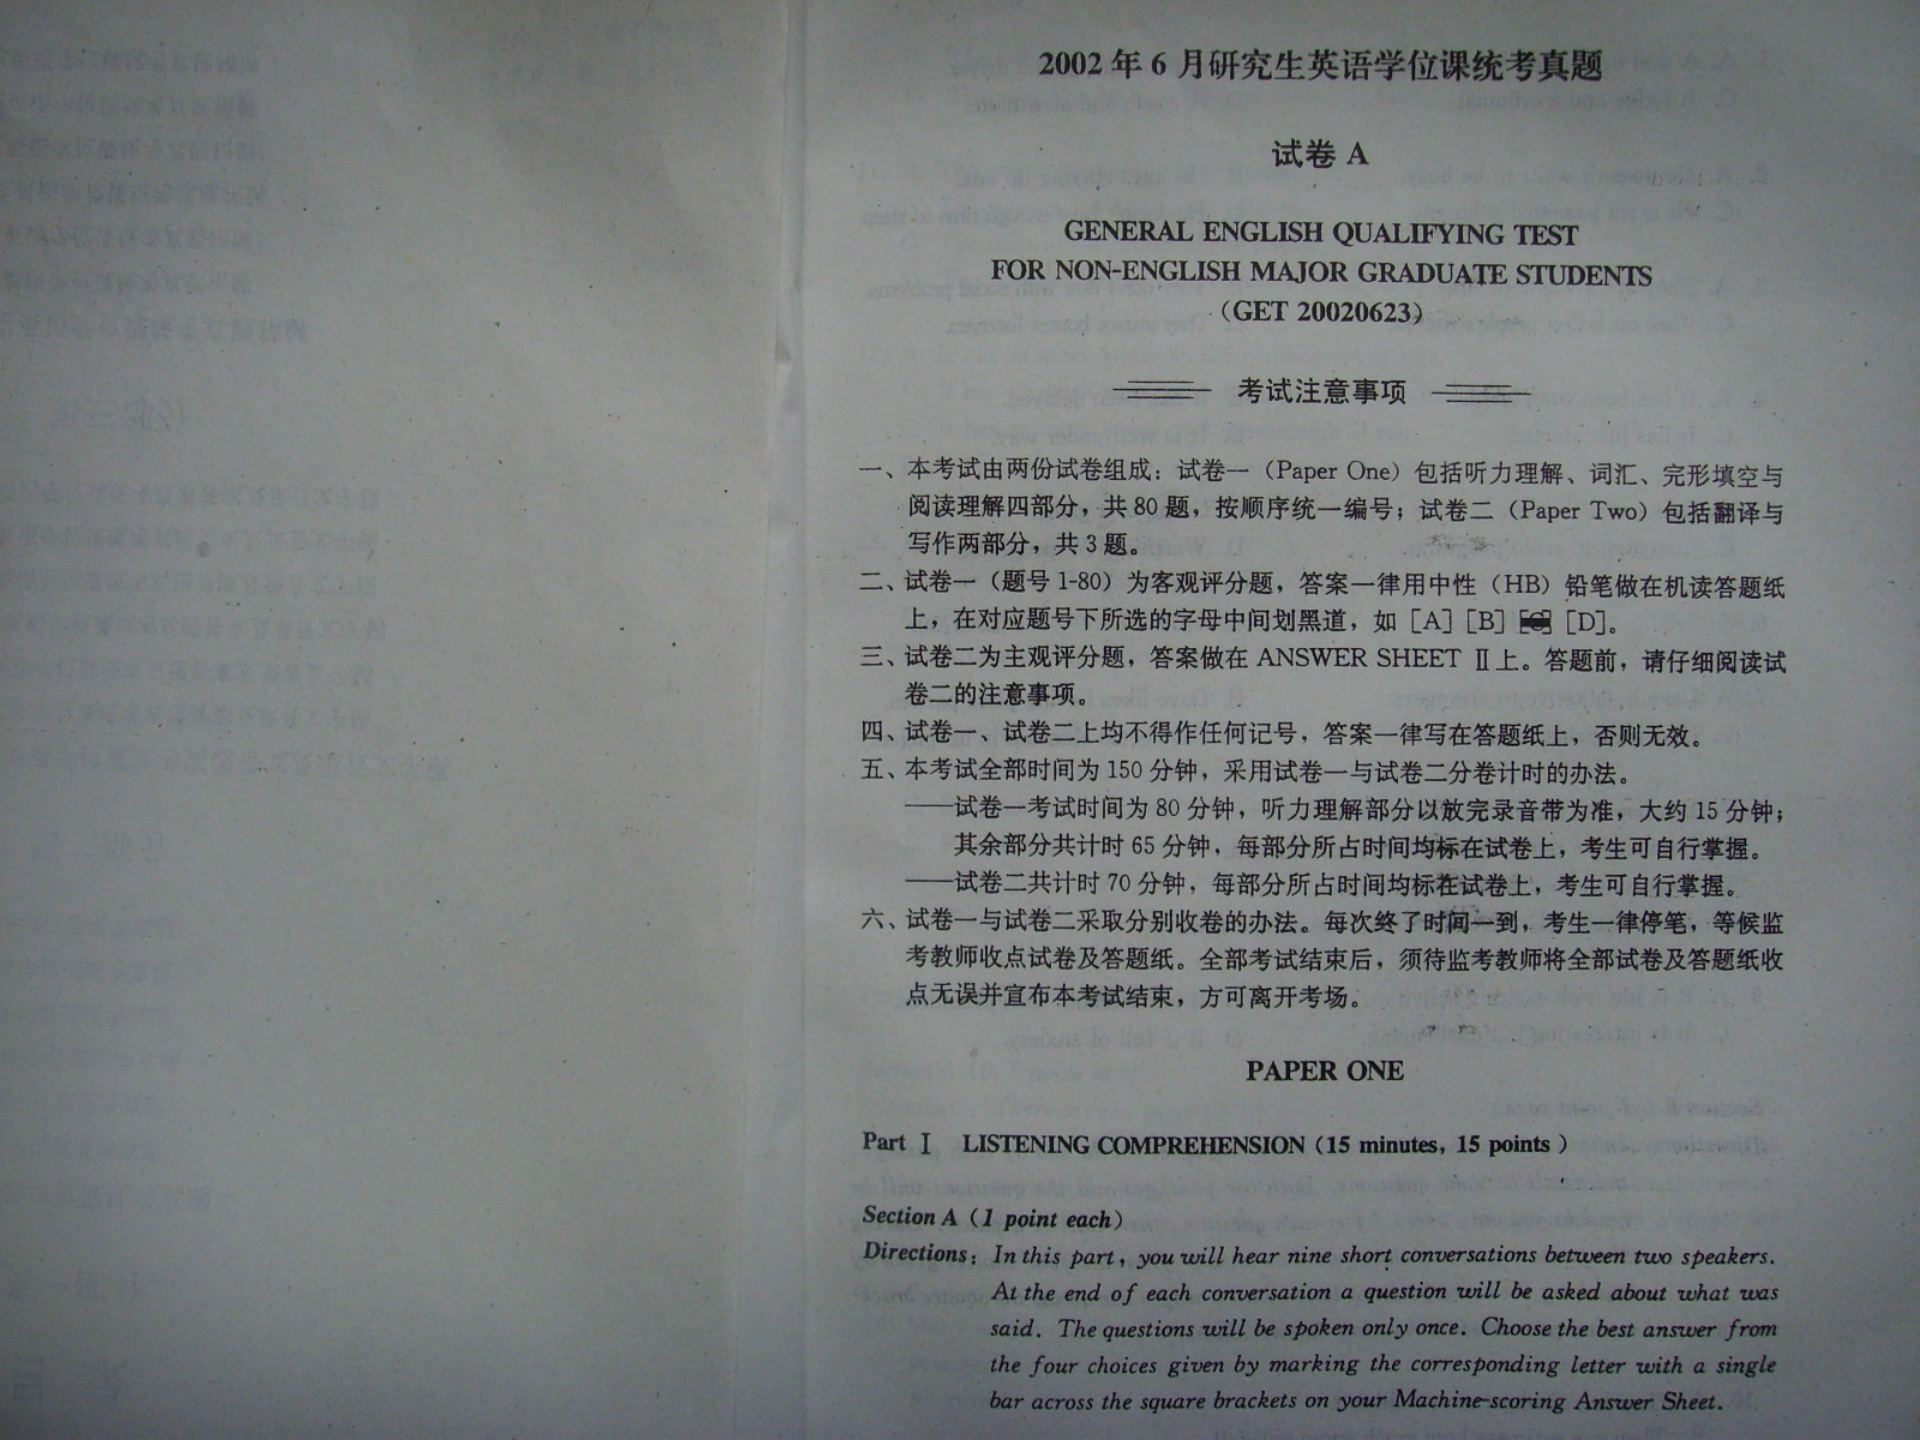 2002 年 6 月研究生英语学位课统考真题
试卷 A
GENERAL ENGLISH QUALIFYING TEST
FOR NON-ENGLISH MAJOR GRADUATE STUDENTS
(GET 20020623)
考试注意事项
一、本考试由两份试卷组成：试卷一（Paper One）包括听力理解、词汇、完形填空与
阅读理解四部分，共 80 题，按顺序统一编号；试卷二（Paper Two）包括翻译与
写作两部分，共 3 题。
二、试卷一（题号 1-80）为客观评分题，答案一律用中性（HB）铅笔做在机读答题纸
上，在对应题号下所选的字母中间划黑道，如 [A] [B] [C] [D]。
三、试卷二为主观评分题，答案做在 ANSWER SHEET Ⅱ上。答题前，请仔细阅读试
卷二的注意事项。
四、试卷一、试卷二上均不得作任何记号，答案一律写在答题纸上，否则无效。
五、本考试全部时间为 150 分钟，采用试卷一与试卷二分卷计时的办法。
——试卷一考试时间为 80 分钟，听力理解部分以放完录音带为准，大约 15 分钟；
其余部分共计时 65 分钟，每部分所占时间均标在试卷上，考生可自行掌握。
——试卷二共计时 70 分钟，每部分所占时间均标在试卷上，考生可自行掌握。
六、试卷一与试卷二采取分别收卷的办法。每次终了时间一到，考生一律停笔，等候监
考教师收点试卷及答题纸。全部考试结束后，须待监考教师将全部试卷及答题纸收
点无误并宣布本考试结束，方可离开考场。
PAPER ONE
Part Ⅰ LISTENING COMPREHENSION (15 minutes, 15 points)
Section A (1 point each)
Directions: In this part, you will hear nine short conversations between two speakers.
At the end of each conversation a question will be asked about what was
said. The questions will be spoken only once. Choose the best answer from
the four choices given by marking the corresponding letter with a single
bar across the square brackets on your Machine-scoring Answer Sheet.